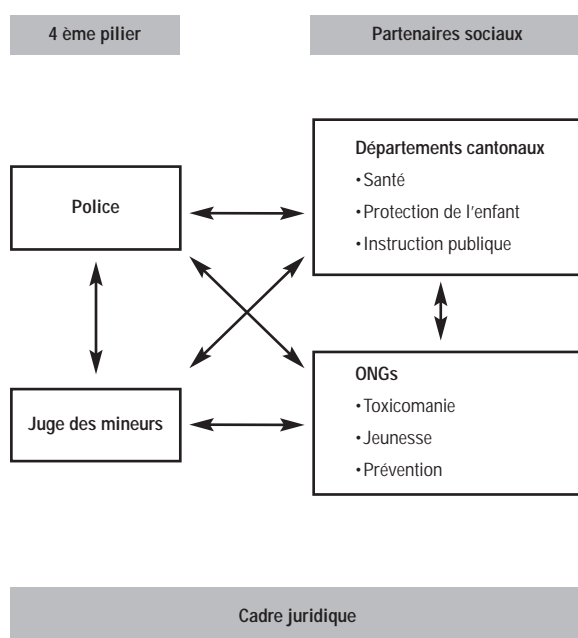 4 ème pilier
Partenaires sociaux
Police
Départements cantonaux
•Santé
•Protection de l'enfant
•Instruction publique
Juge des mineurs
ONGs
•Toxicomanie
•Jeunesse
•Prévention
Cadre juridique